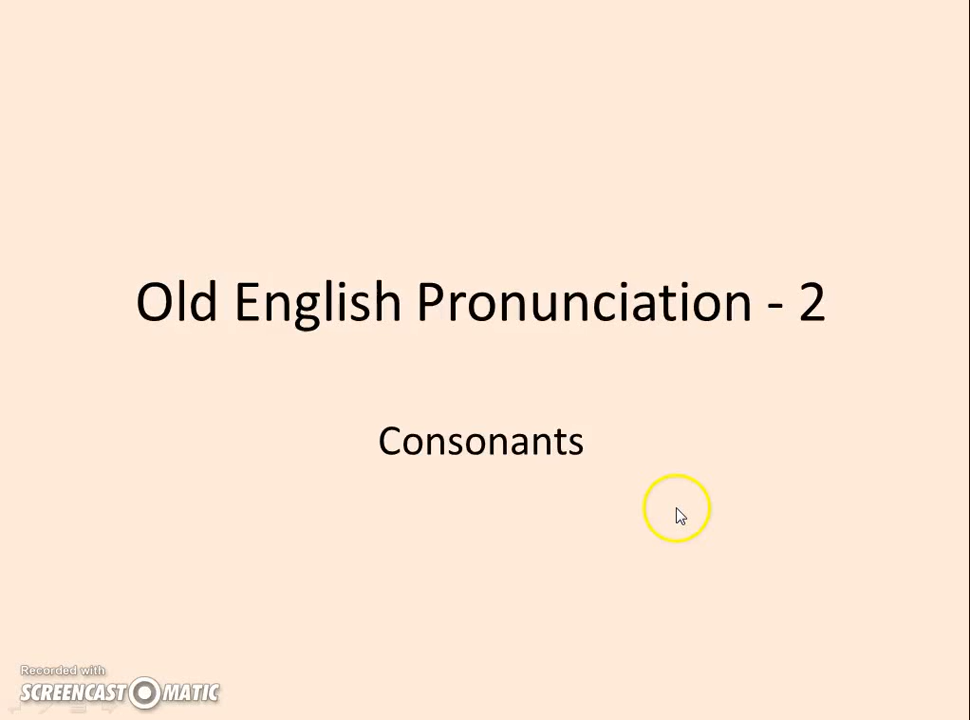 Old English Pronunciation - 2
Consonants
Recorded with
SCREENCAST MATIC